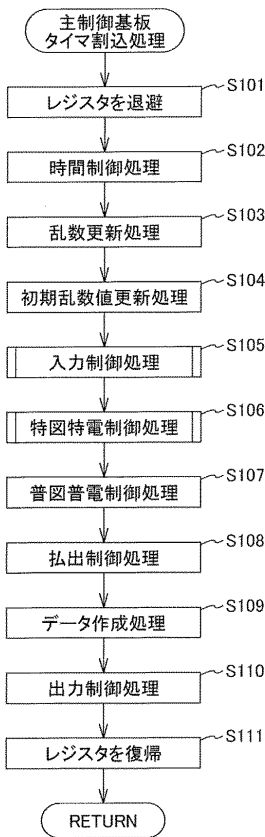 主制御基板
タイマ割込処理
S101
レジスタを退避
S102
時間制御処理
S103
乱数更新処理
S104
初期乱数値更新処理
S105
入力制御処理
S106
特図特電制御処理
S107
普図普電制御処理
S108
払出制御処理
S109
データ作成処理
S110
出力制御処理
S111
レジスタを復帰
RETURN